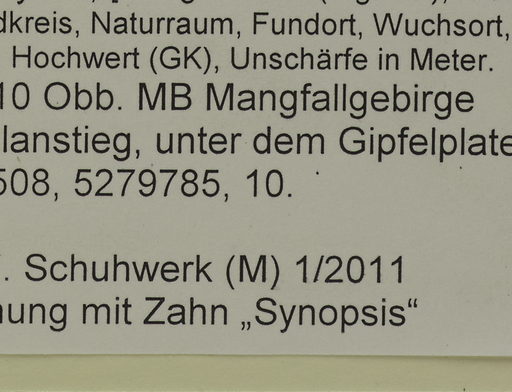 dkreis, Naturraum, Fundort, Wuchsort,
Hochwert (GK), Unschärfe in Meter.
10 Obb. MB Mangfallgebirge
lanstieg, unter dem Gipfelplate
508, 5279785, 10.
. Schuhwerk (M) 1/2011
nung mit Zahn „Synopsis“